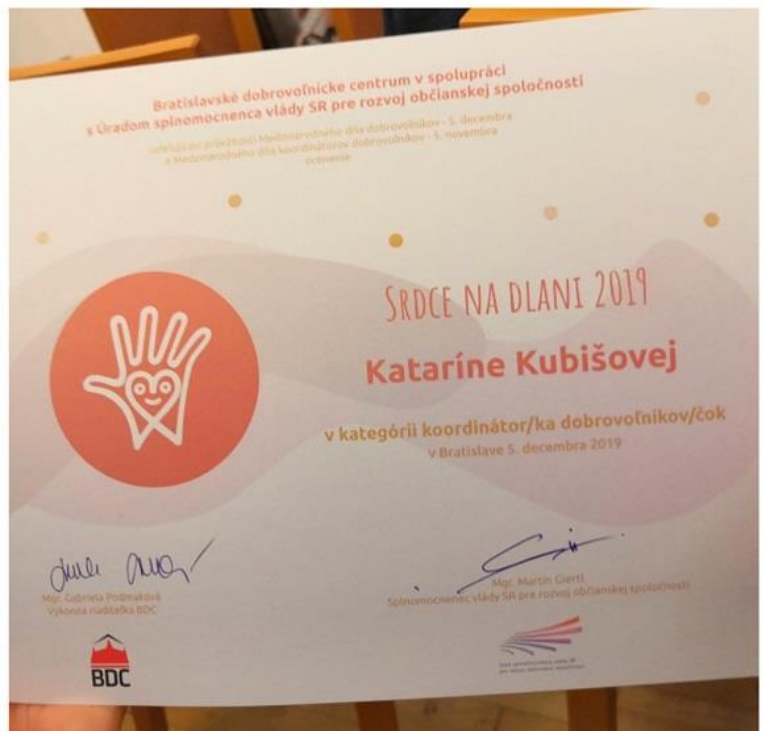 Bratislavské dobrovoľnícke centrum v spolupráci
s Úradom splnomocnenca vlády SR pre rozvoj občianskej spoločnosti
udeľuje pri príležitosti Medzinárodného dňa dobrovoľníkov - 5. decembra
a Medzinárodného dňa koordinátorov dobrovoľníkov - 5. novembra
ocenenie
SRDCE NA DLANI 2019
Kataríne Kubišovej
v kategórii koordinátor/ka dobrovoľníkov/čok
v Bratislave 5. decembra 2019
Mgr. Gabriela Podmaková
Výkonná riaditeľka BDC
Mgr. Martin Giertl
Splnomocnenec vlády SR pre rozvoj občianskej spoločnosti
BDC